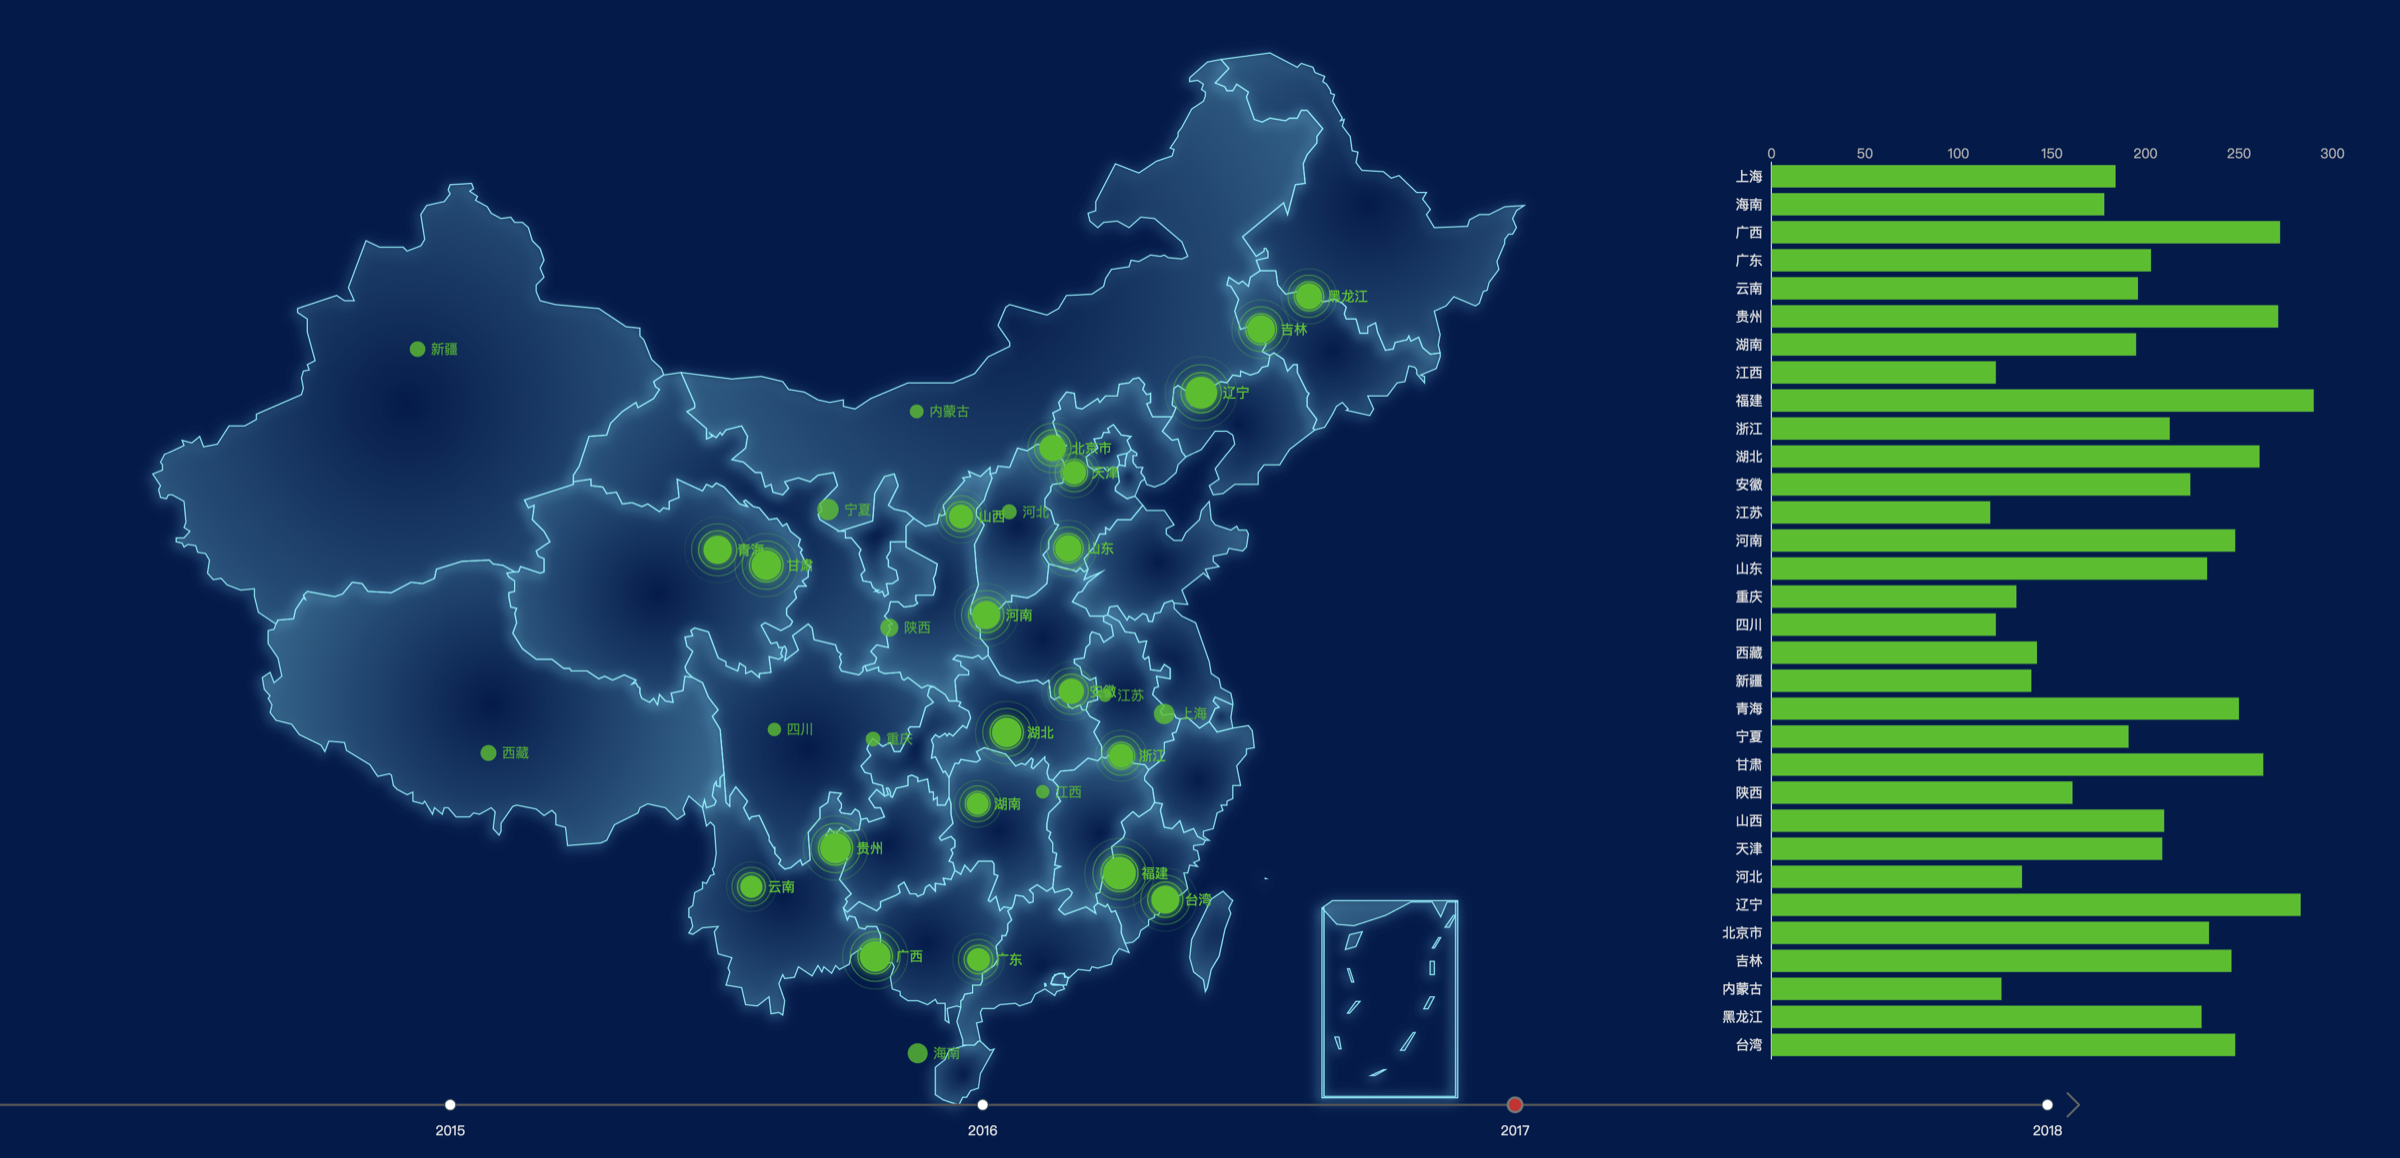 黑龙江
吉林
新疆
辽宁
内蒙古
北京市
天津
宁夏
山西
河北
青海
甘肃
山东
河南
陕西
安徽
江苏
上海
四川
重庆
湖北
西藏
浙江
江西
湖南
贵州
福建
云南
台湾
广西
广东
海南
0 50 100 150 200 250 300
上海
海南
广西
广东
云南
贵州
湖南
江西
福建
浙江
湖北
安徽
江苏
河南
山东
重庆
四川
西藏
新疆
青海
宁夏
甘肃
陕西
山西
天津
河北
辽宁
北京市
吉林
内蒙古
黑龙江
台湾
2015 2016 2017 2018